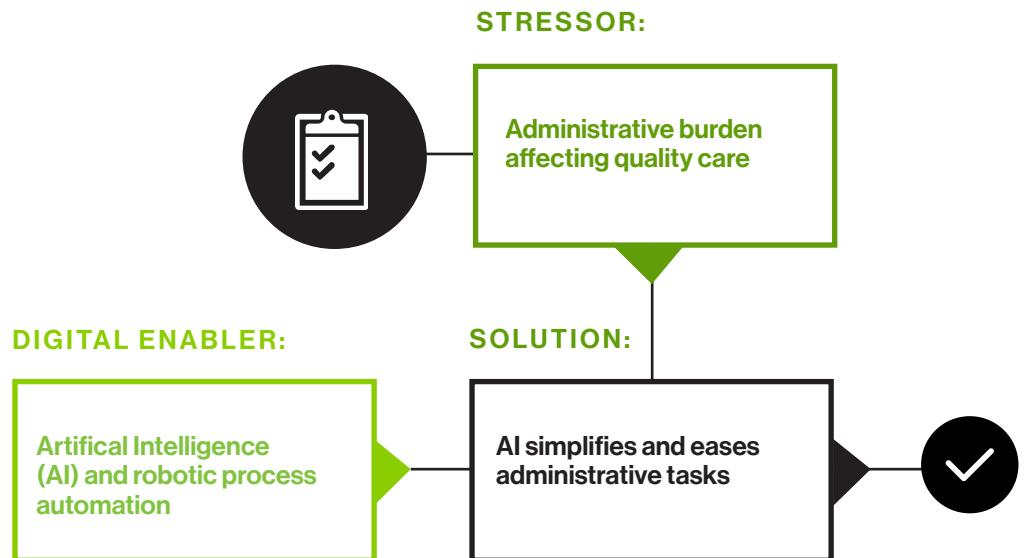 STRESSOR:
Administrative burden
affecting quality care
DIGITAL ENABLER:
Artifical Intelligence
(AI) and robotic process
automation
SOLUTION:
AI simplifies and eases
administrative tasks